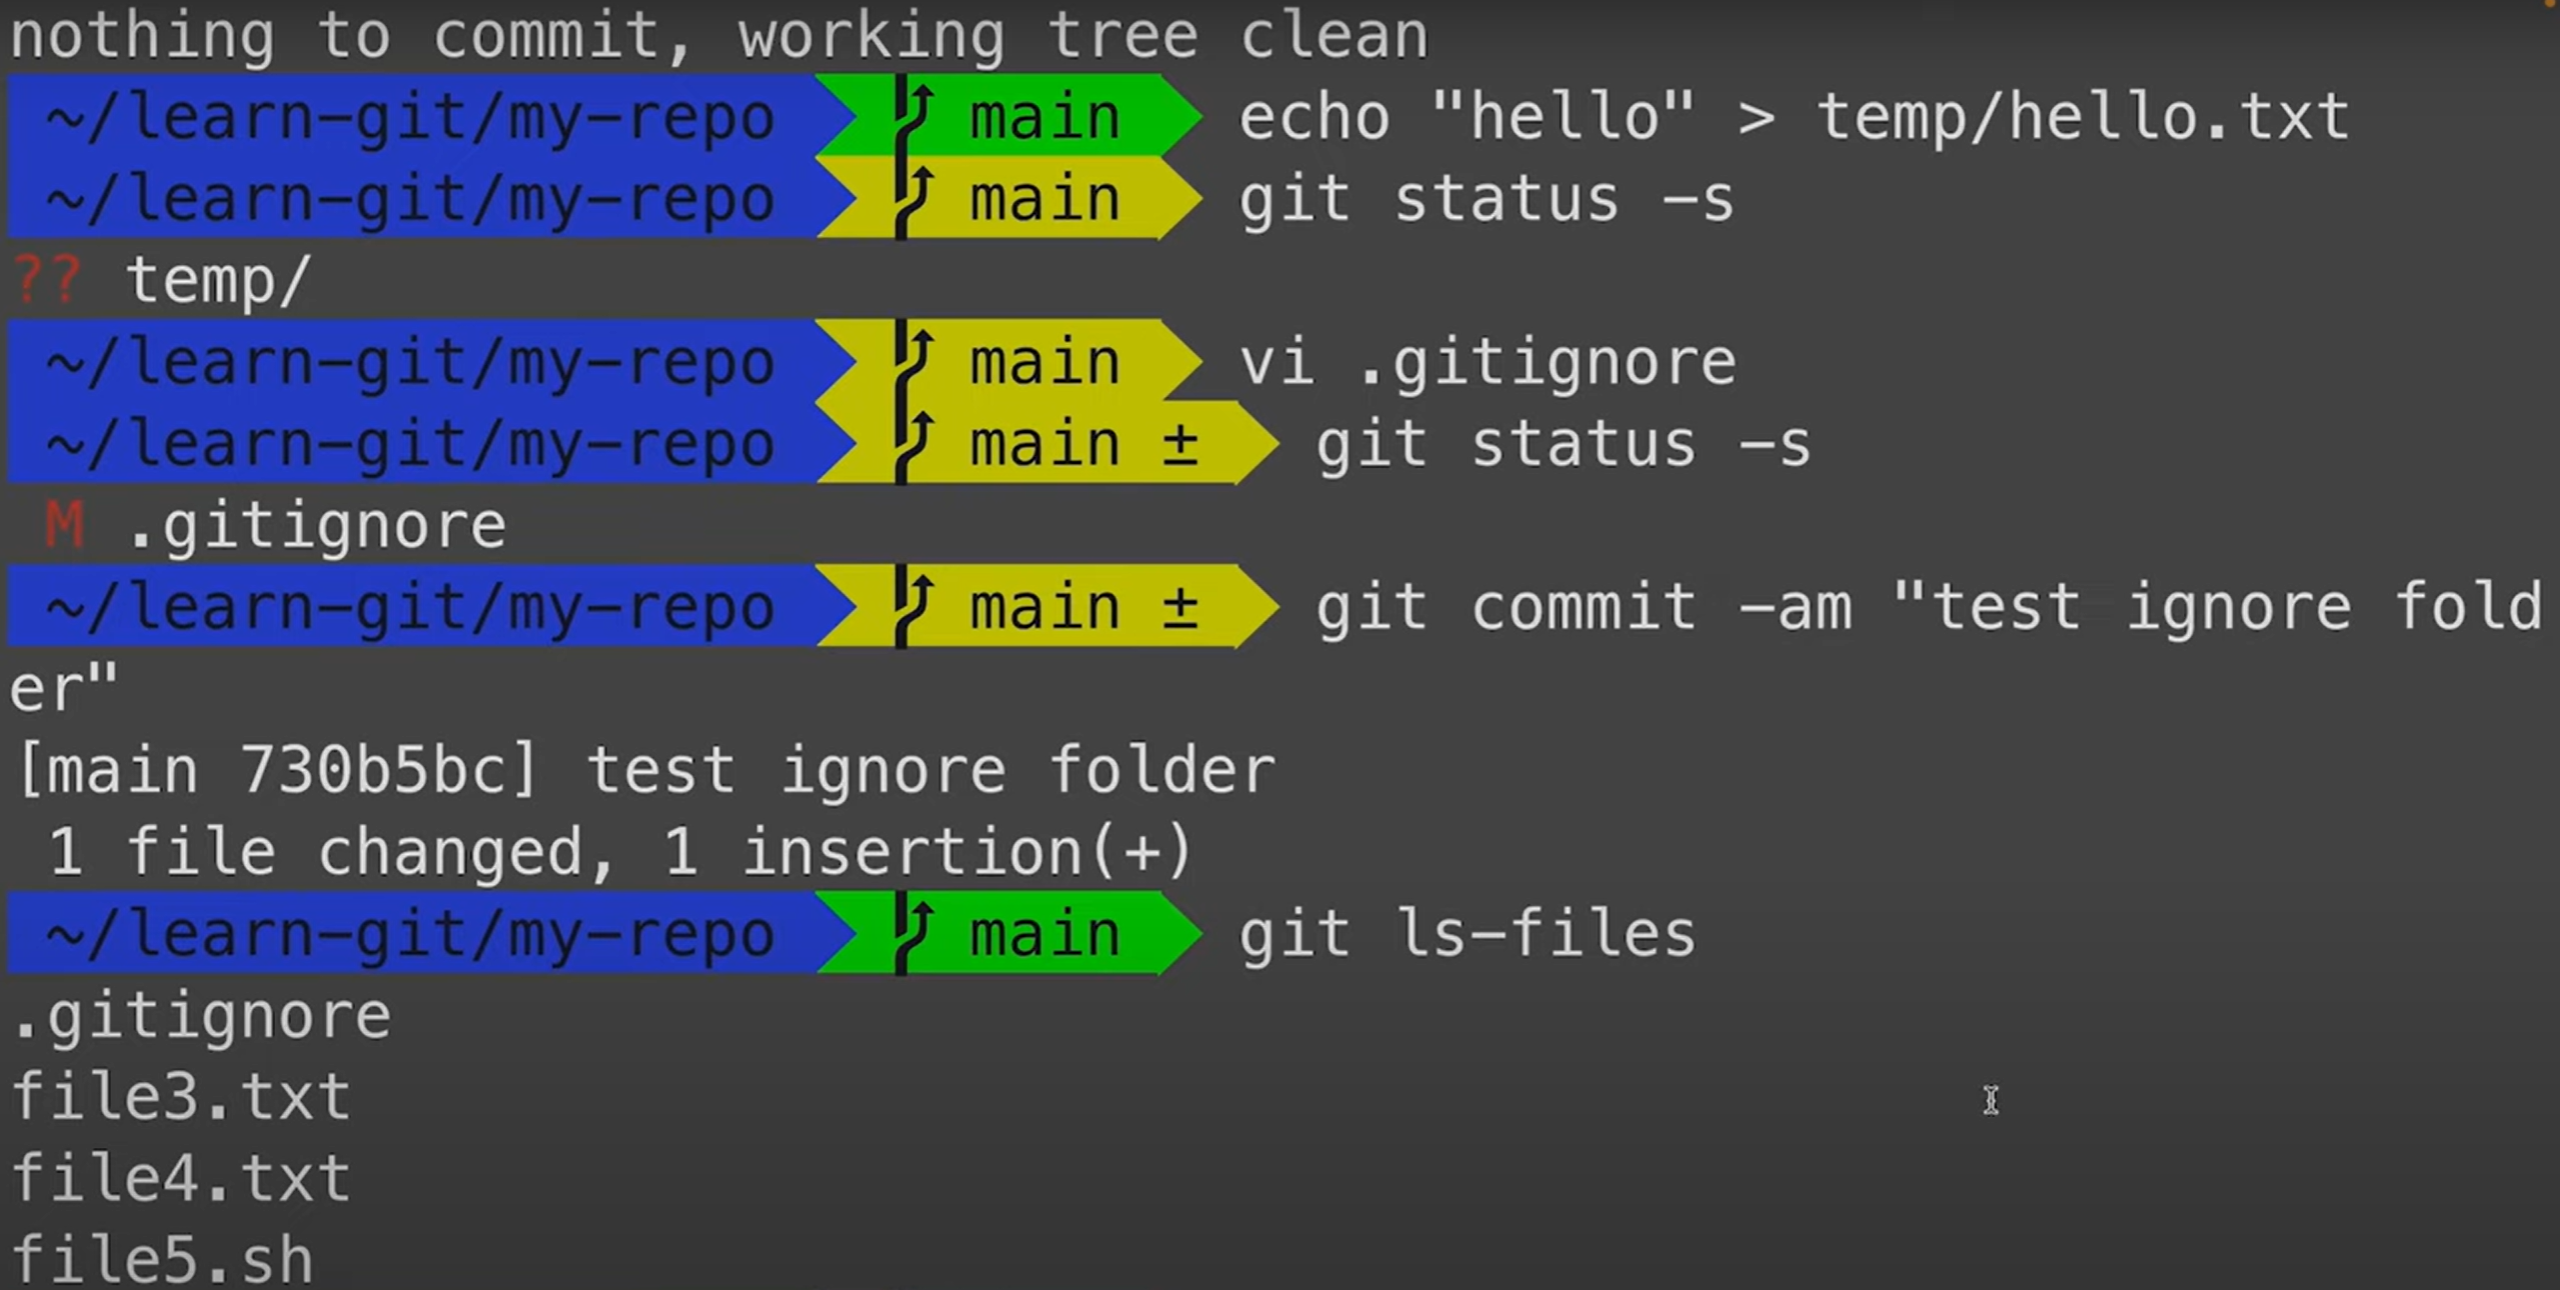 nothing to commit, working tree clean
~/learn-git/my-repo main echo "hello" > temp/hello.txt
~/learn-git/my-repo main git status -s
?? temp/
~/learn-git/my-repo main vi .gitignore
~/learn-git/my-repo main ± git status -s
M .gitignore
~/learn-git/my-repo main ± git commit -am "test ignore fold
er"
[main 730b5bc] test ignore folder
1 file changed, 1 insertion(+)
~/learn-git/my-repo main git ls-files
.gitignore
file3.txt
file4.txt
file5.sh